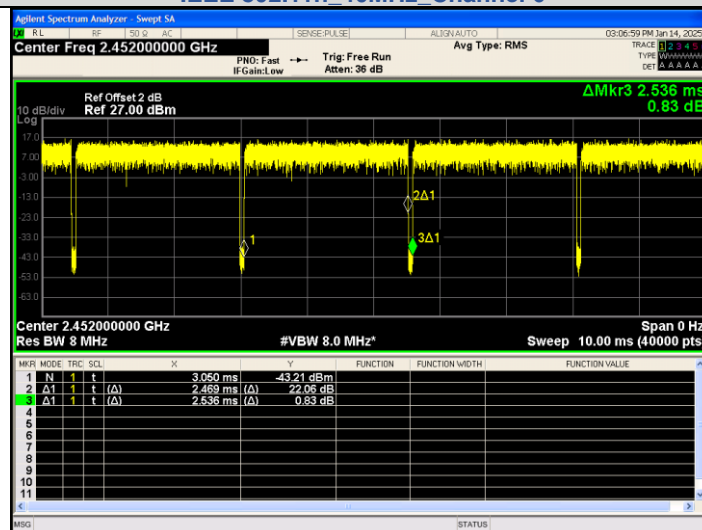 Agilent Spectrum Analyzer - Swept SA
RL RF 50 Ω AC SENSE:PULSE ALIGN AUTO 03:06:59 PM Jan 14, 2025
Center Freq 2.452000000 GHz Avg Type: RMS TRACE 1 2 3 4 5
PNO: Fast Trig: Free Run TYPE
IFGain:Low Atten: 36 dB DET A A A A A
ΔMkr3 2.536 ms
Ref Offset 2 dB 0.83 dB
10 dB/div Ref 27.00 dBm
Log
17.0
7.00
-3.00
-13.0
2Δ1
-23.0
-33.0
1 3Δ1
-43.0
-53.0
-63.0
Center 2.452000000 GHz Span 0 Hz
Res BW 8 MHz #VBW 8.0 MHz* Sweep 10.00 ms (40000 pts
MKR MODE TRC SCL X Y FUNCTION FUNCTION WIDTH FUNCTION VALUE
1 N 1 t 3.050 ms -43.21 dBm
2 Δ1 1 t (Δ) 2.469 ms (Δ) 22.06 dB
3 Δ1 1 t (Δ) 2.536 ms (Δ) 0.83 dB
4
5
6
7
8
9
10
11
MSG STATUS